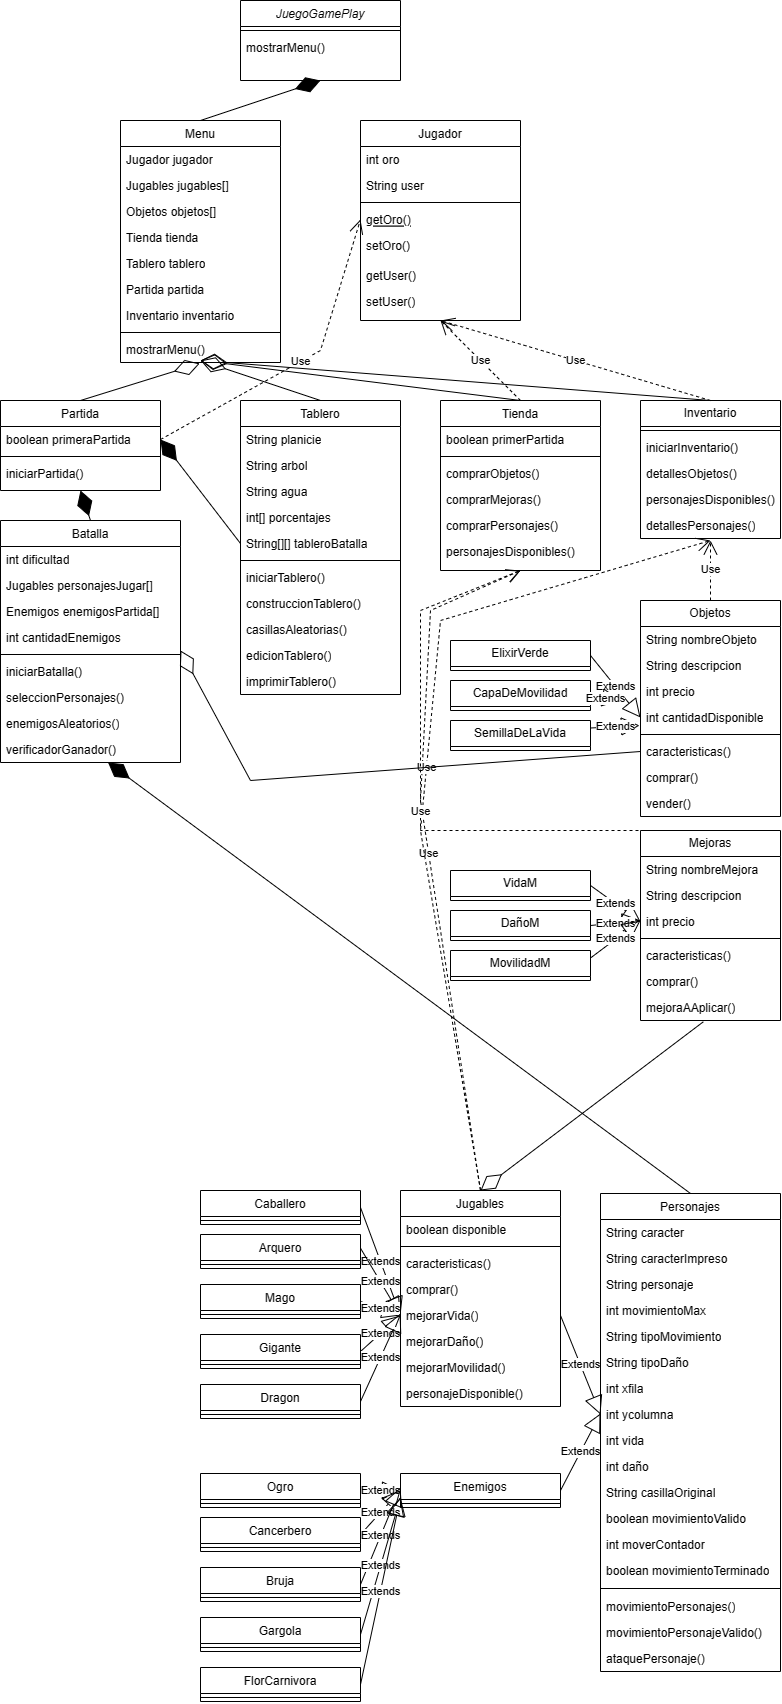 JuegoGamePlay
mostrarMenu()
Menu
Jugador jugador
Jugables jugables[]
Objetos objetos[]
Tienda tienda
Tablero tablero
Partida partida
Inventario inventario
mostrarMenu()
Jugador
int oro
String user
getOro()
setOro()
getUser()
setUser()
Use
Use
Use
Partida
boolean primeraPartida
iniciarPartida()
Tablero
String planicie
String arbol
String agua
int[] porcentajes
String[][] tableroBatalla
iniciarTablero()
construccionTablero()
casillasAleatorias()
edicionTablero()
imprimirTablero()
Tienda
boolean primerPartida
comprarObjetos()
comprarMejoras()
comprarPersonajes()
personajesDisponibles()
Inventario
iniciarInventario()
detallesObjetos()
personajesDisponibles()
detallesPersonajes()
Use
Batalla
int dificultad
Jugables personajesJugar[]
Enemigos enemigosPartida[]
int cantidadEnemigos
iniciarBatalla()
seleccionPersonajes()
enemigosAleatorios()
verificadorGanador()
ElixirVerde
CapaDeMovilidad
SemillaDeLaVida
Extends
Extends
Extends
Objetos
String nombreObjeto
String descripcion
int precio
int cantidadDisponible
caracteristicas()
comprar()
vender()
Use
Use
Use
VidaM
DañoM
MovilidadM
Extends
Extends
Extends
Mejoras
String nombreMejora
String descripcion
int precio
caracteristicas()
comprar()
mejoraAAplicar()
Caballero
Arquero
Mago
Gigante
Dragon
Extends
Extends
Extends
Extends
Extends
Jugables
boolean disponible
caracteristicas()
comprar()
mejorarVida()
mejorarDaño()
mejorarMovilidad()
personajeDisponible()
Extends
Extends
Personajes
String caracter
String caracterImpreso
String personaje
int movimientoMax
String tipoMovimiento
String tipoDaño
int xfila
int ycolumna
int vida
int daño
String casillaOriginal
boolean movimientoValido
int moverContador
boolean movimientoTerminado
movimientoPersonajes()
movimientoPersonajeValido()
ataquePersonaje()
Ogro
Cancerbero
Bruja
Gargola
FlorCarnivora
Extends
Extends
Extends
Extends
Extends
Enemigos